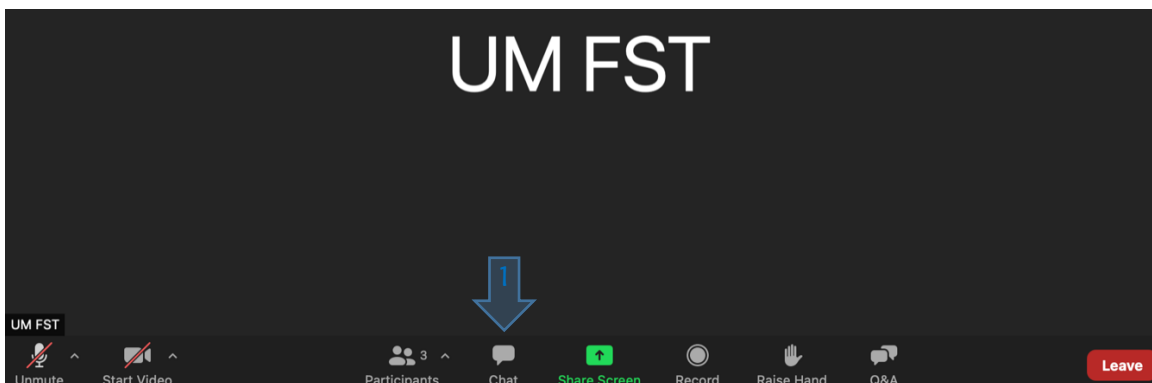 UM FST
1
UM FST
3
Unmute Start Video Participants Chat Share Screen Record Raise Hand Q&A Leave